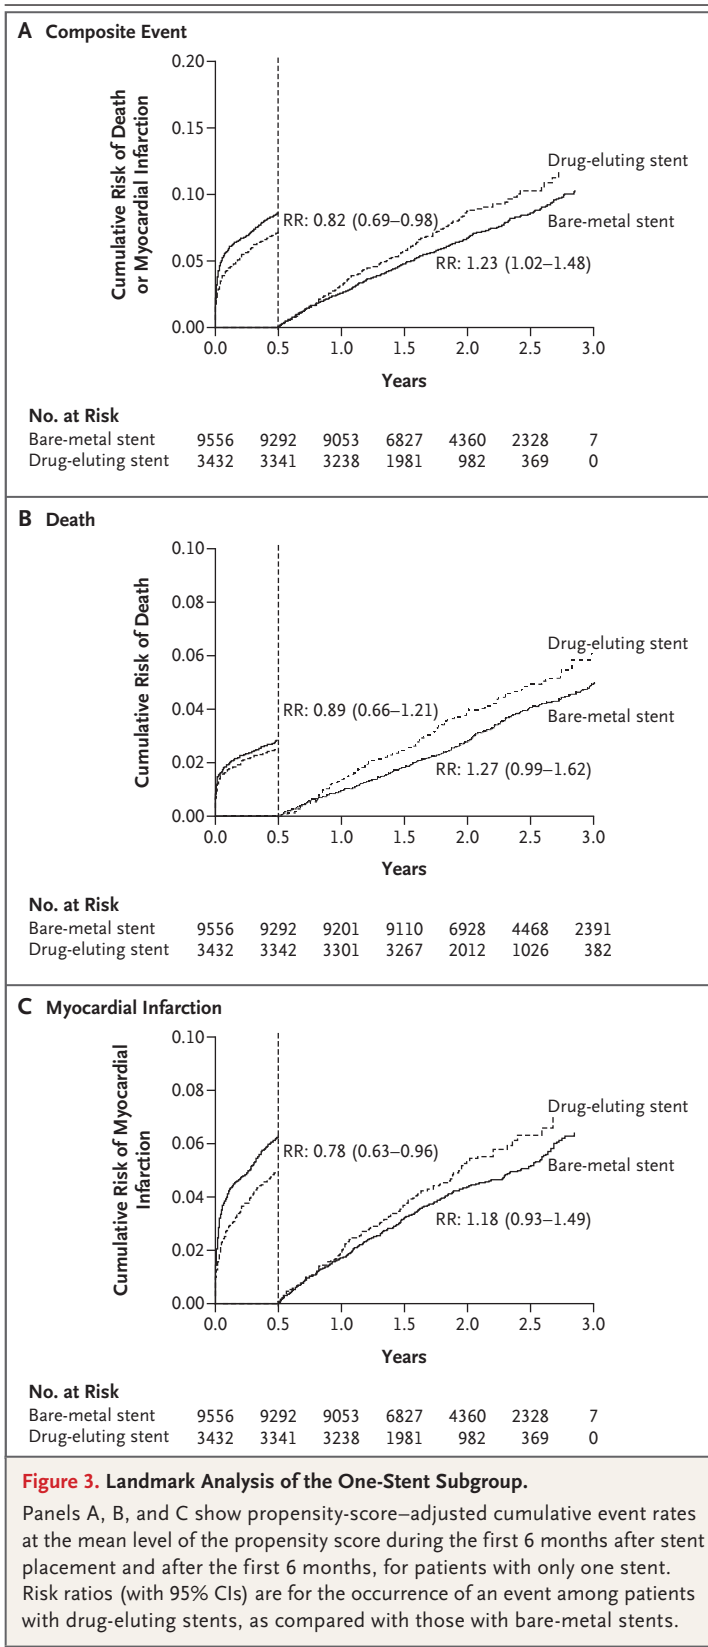 A Composite Event
Cumulative Risk of Death
or Myocardial Infarction
0.20
0.15
0.10
0.05
0.00
Drug-eluting stent
RR: 0.82 (0.69–0.98)
Bare-metal stent
RR: 1.23 (1.02–1.48)
0.0 0.5 1.0 1.5 2.0 2.5 3.0
Years
No. at Risk
Bare-metal stent 9556 9292 9053 6827 4360 2328 7
Drug-eluting stent 3432 3341 3238 1981 982 369 0
B Death
Cumulative Risk of Death
0.10
0.08
0.06
0.04
0.02
0.00
Drug-eluting stent
RR: 0.89 (0.66–1.21)
Bare-metal stent
RR: 1.27 (0.99–1.62)
0.0 0.5 1.0 1.5 2.0 2.5 3.0
Years
No. at Risk
Bare-metal stent 9556 9292 9201 9110 6928 4468 2391
Drug-eluting stent 3432 3342 3301 3267 2012 1026 382
C Myocardial Infarction
Cumulative Risk of Myocardial
Infarction
0.10
0.08
0.06
0.04
0.02
0.00
Drug-eluting stent
RR: 0.78 (0.63–0.96)
Bare-metal stent
RR: 1.18 (0.93–1.49)
0.0 0.5 1.0 1.5 2.0 2.5 3.0
Years
No. at Risk
Bare-metal stent 9556 9292 9053 6827 4360 2328 7
Drug-eluting stent 3432 3341 3238 1981 982 369 0
Figure 3. Landmark Analysis of the One-Stent Subgroup.
Panels A, B, and C show propensity-score–adjusted cumulative event rates
at the mean level of the propensity score during the first 6 months after stent
placement and after the first 6 months, for patients with only one stent.
Risk ratios (with 95% CIs) are for the occurrence of an event among patients
with drug-eluting stents, as compared with those with bare-metal stents.